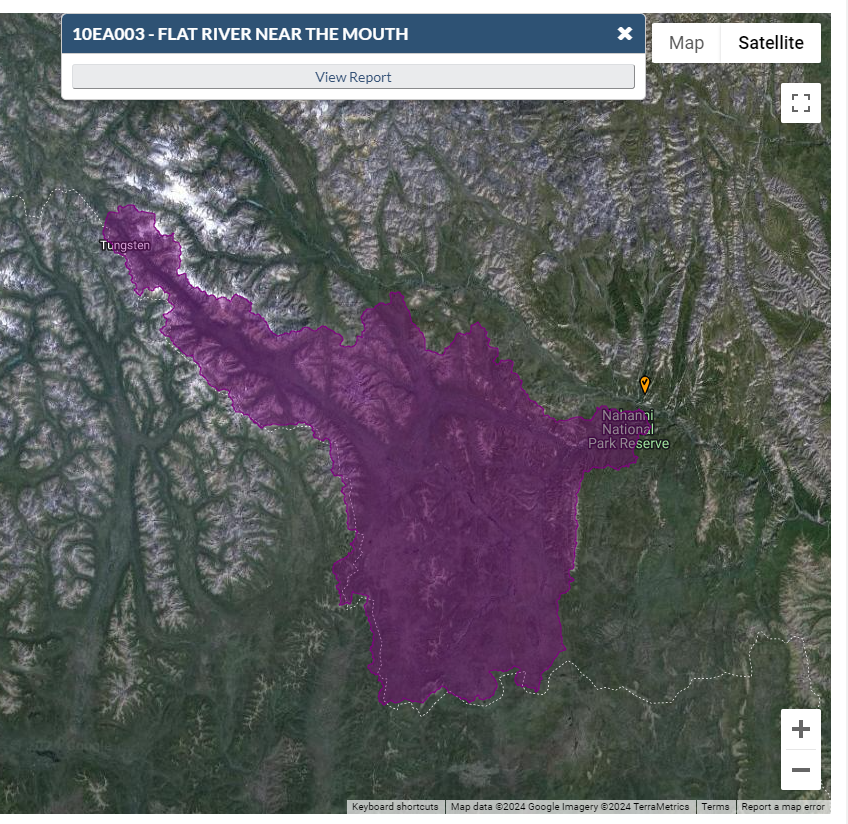 10EA003 - FLAT RIVER NEAR THE MOUTH
View Report
Map
Satellite
Tungsten
Nahanni
National
Park Reserve
Keyboard shortcuts
Map data ©2024 Google Imagery ©2024 TerraMetrics
Terms
Report a map error